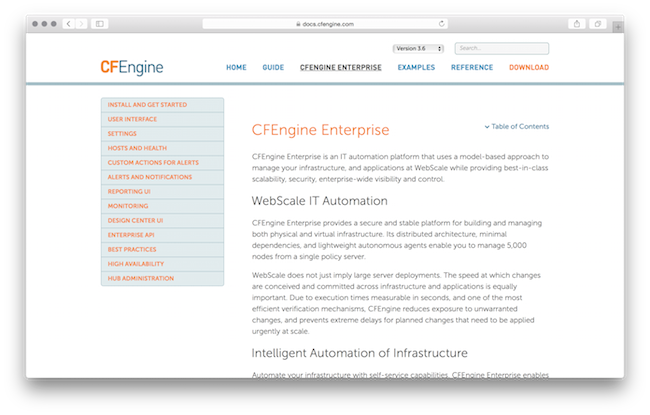 docs.cfengine.com
Version 3.6
Search...
CFEngine
HOME GUIDE CFENGINE ENTERPRISE EXAMPLES REFERENCE DOWNLOAD
INSTALL AND GET STARTED
USER INTERFACE
SETTINGS
HOSTS AND HEALTH
CUSTOM ACTIONS FOR ALERTS
ALERTS AND NOTIFICATIONS
REPORTING UI
MONITORING
DESIGN CENTER UI
ENTERPRISE API
BEST PRACTICES
HIGH AVAILABILITY
HUB ADMINISTRATION
CFEngine Enterprise
Table of Contents
CFEngine Enterprise is an IT automation platform that uses a model-based approach to
manage your infrastructure, and applications at WebScale while providing best-in-class
scalability, security, enterprise-wide visibility and control.
WebScale IT Automation
CFEngine Enterprise provides a secure and stable platform for building and managing
both physical and virtual infrastructure. Its distributed architecture, minimal
dependencies, and lightweight autonomous agents enable you to manage 5,000
nodes from a single policy server.
WebScale does not just imply large server deployments. The speed at which changes
are conceived and committed across infrastructure and applications is equally
important. Due to execution times measurable in seconds, and one of the most
efficient verification mechanisms, CFEngine reduces exposure to unwarranted
changes, and prevents extreme delays for planned changes that need to be applied
urgently at scale.
Intelligent Automation of Infrastructure
Automate your infrastructure with self-service capabilities. CFEngine Enterprise enables